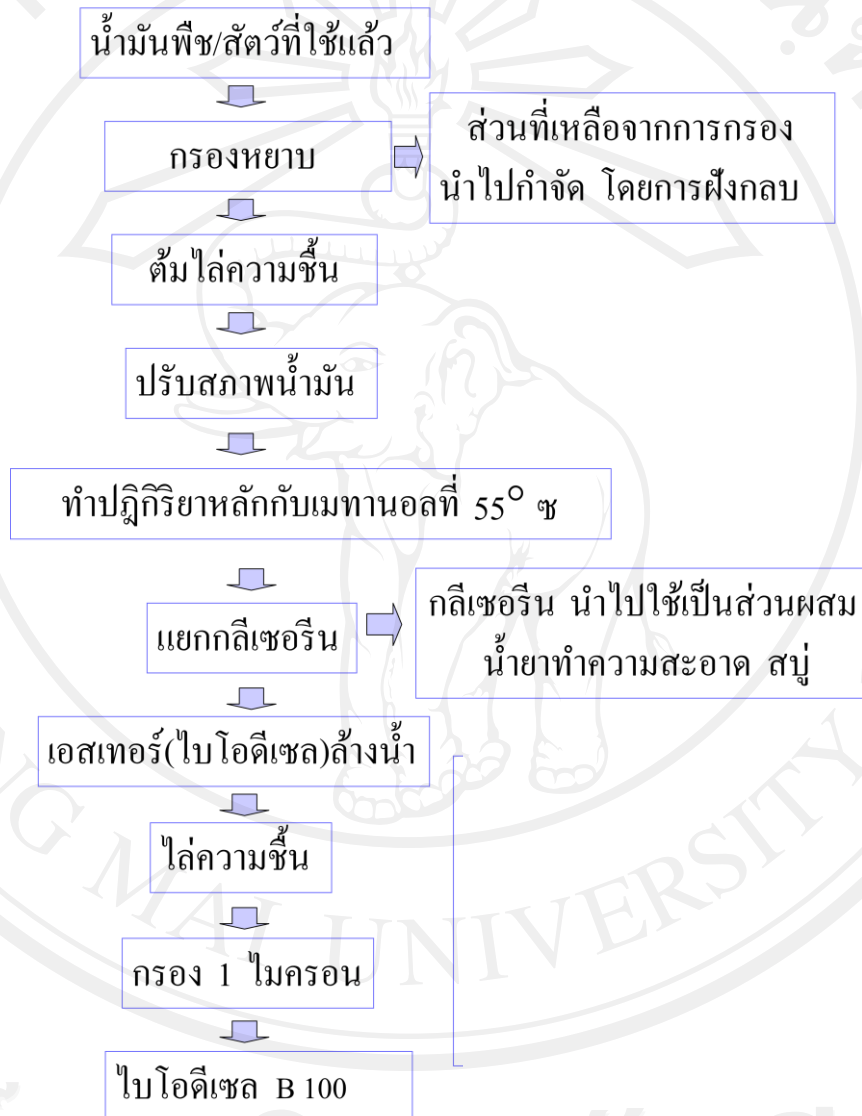 น้ำมันพืช/สัตว์ที่ใช้แล้ว
กรองหยาบ
ส่วนที่เหลือจากการกรอง
นำไปกำจัด โดยการฝังกลบ
ต้มไล่ความชื้น
ปรับสภาพน้ำมัน
ทำปฏิกิริยาหลักกับเมทานอลที่ 55° ซ
แยกกลีเซอรีน
กลีเซอรีน นำไปใช้เป็นส่วนผสม
น้ำยาทำความสะอาด สบู่
เอสเทอร์(ไบโอดีเซล)ล้างน้ำ
ไล่ความชื้น
กรอง 1 ไมครอน
ไบโอดีเซล B 100
NG MAI UNIVERSITY